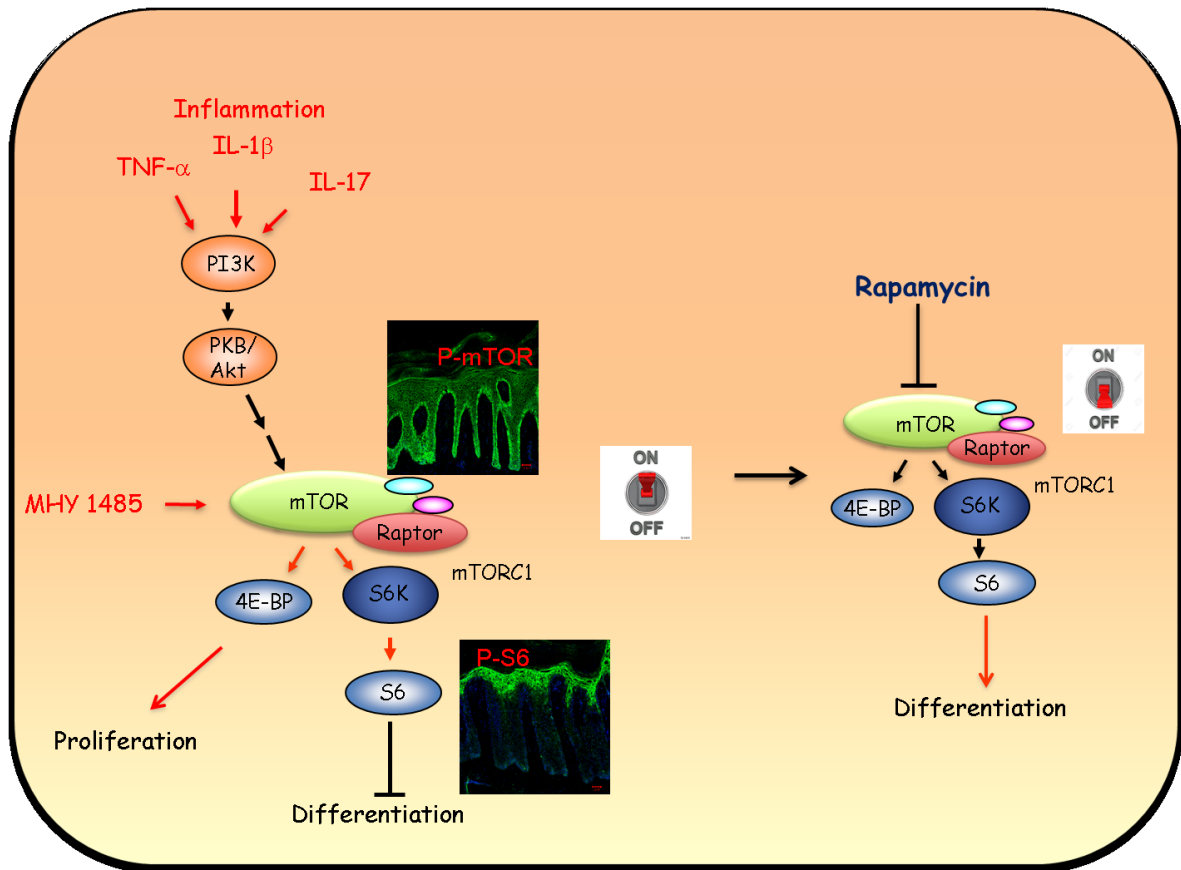 Inflammation
IL-1β
TNF-α
IL-17
PI3K
PKB/
Akt
P-mTOR
MHY 1485
mTOR
Raptor
mTORC1
4E-BP
S6K
P-S6
S6
Proliferation
Differentiation
ON
OFF
Rapamycin
ON
OFF
mTOR
Raptor
mTORC1
4E-BP
S6K
S6
Differentiation